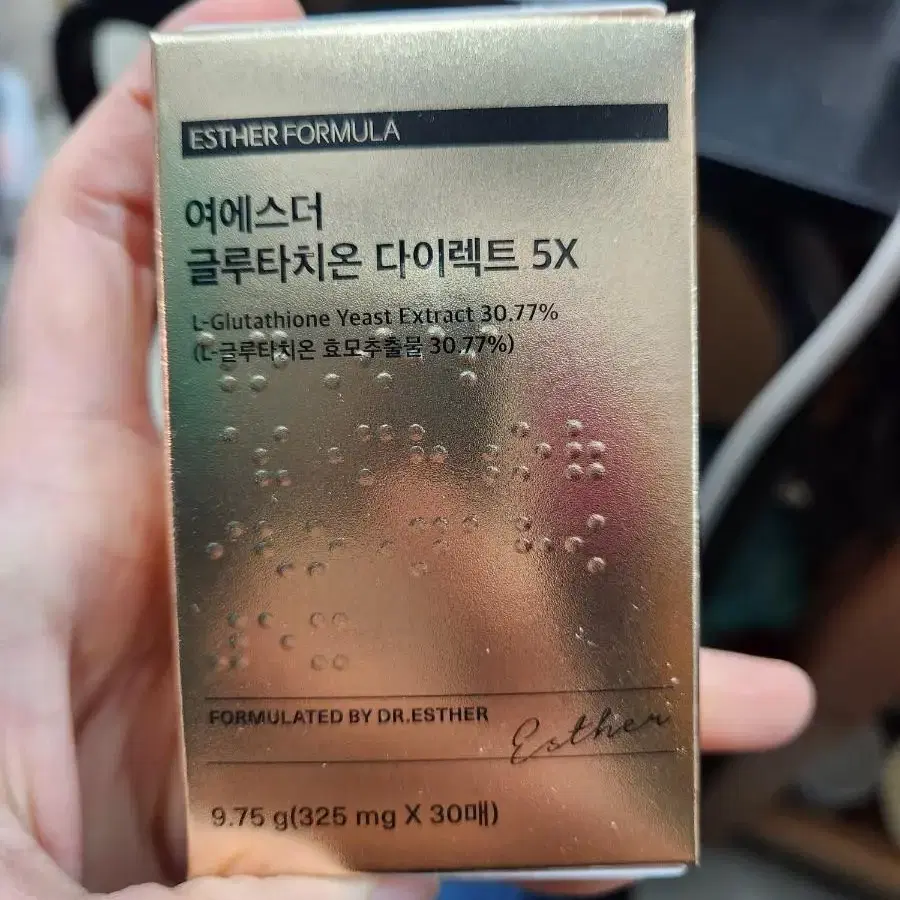 ESTHER FORMULA
여에스더
글루타치온 다이렉트 5X
L-Glutathione Yeast Extract 30.77%
(L-글루타치온 효모추출물 30.77%)
FORMULATED BY DR.ESTHER
Esther
9.75 g(325 mg X 30매)